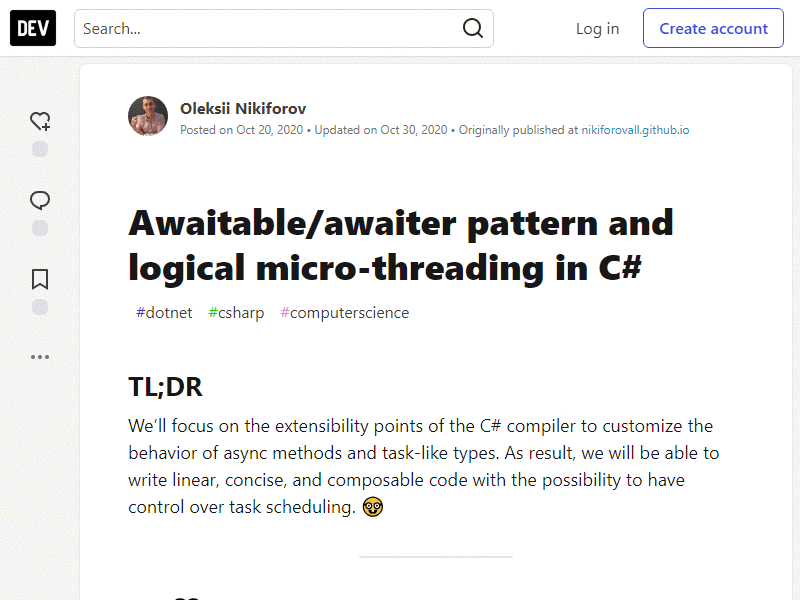 DEV
Search...
Log in
Create account
Oleksii Nikiforov
Posted on Oct 20, 2020 • Updated on Oct 30, 2020 • Originally published at nikiforovall.github.io
Awaitable/awaiter pattern and
logical micro-threading in C#
#dotnet #csharp #computerscience
TL;DR
We’ll focus on the extensibility points of the C# compiler to customize the
behavior of async methods and task-like types. As result, we will be able to
write linear, concise, and composable code with the possibility to have
control over task scheduling. 🤓